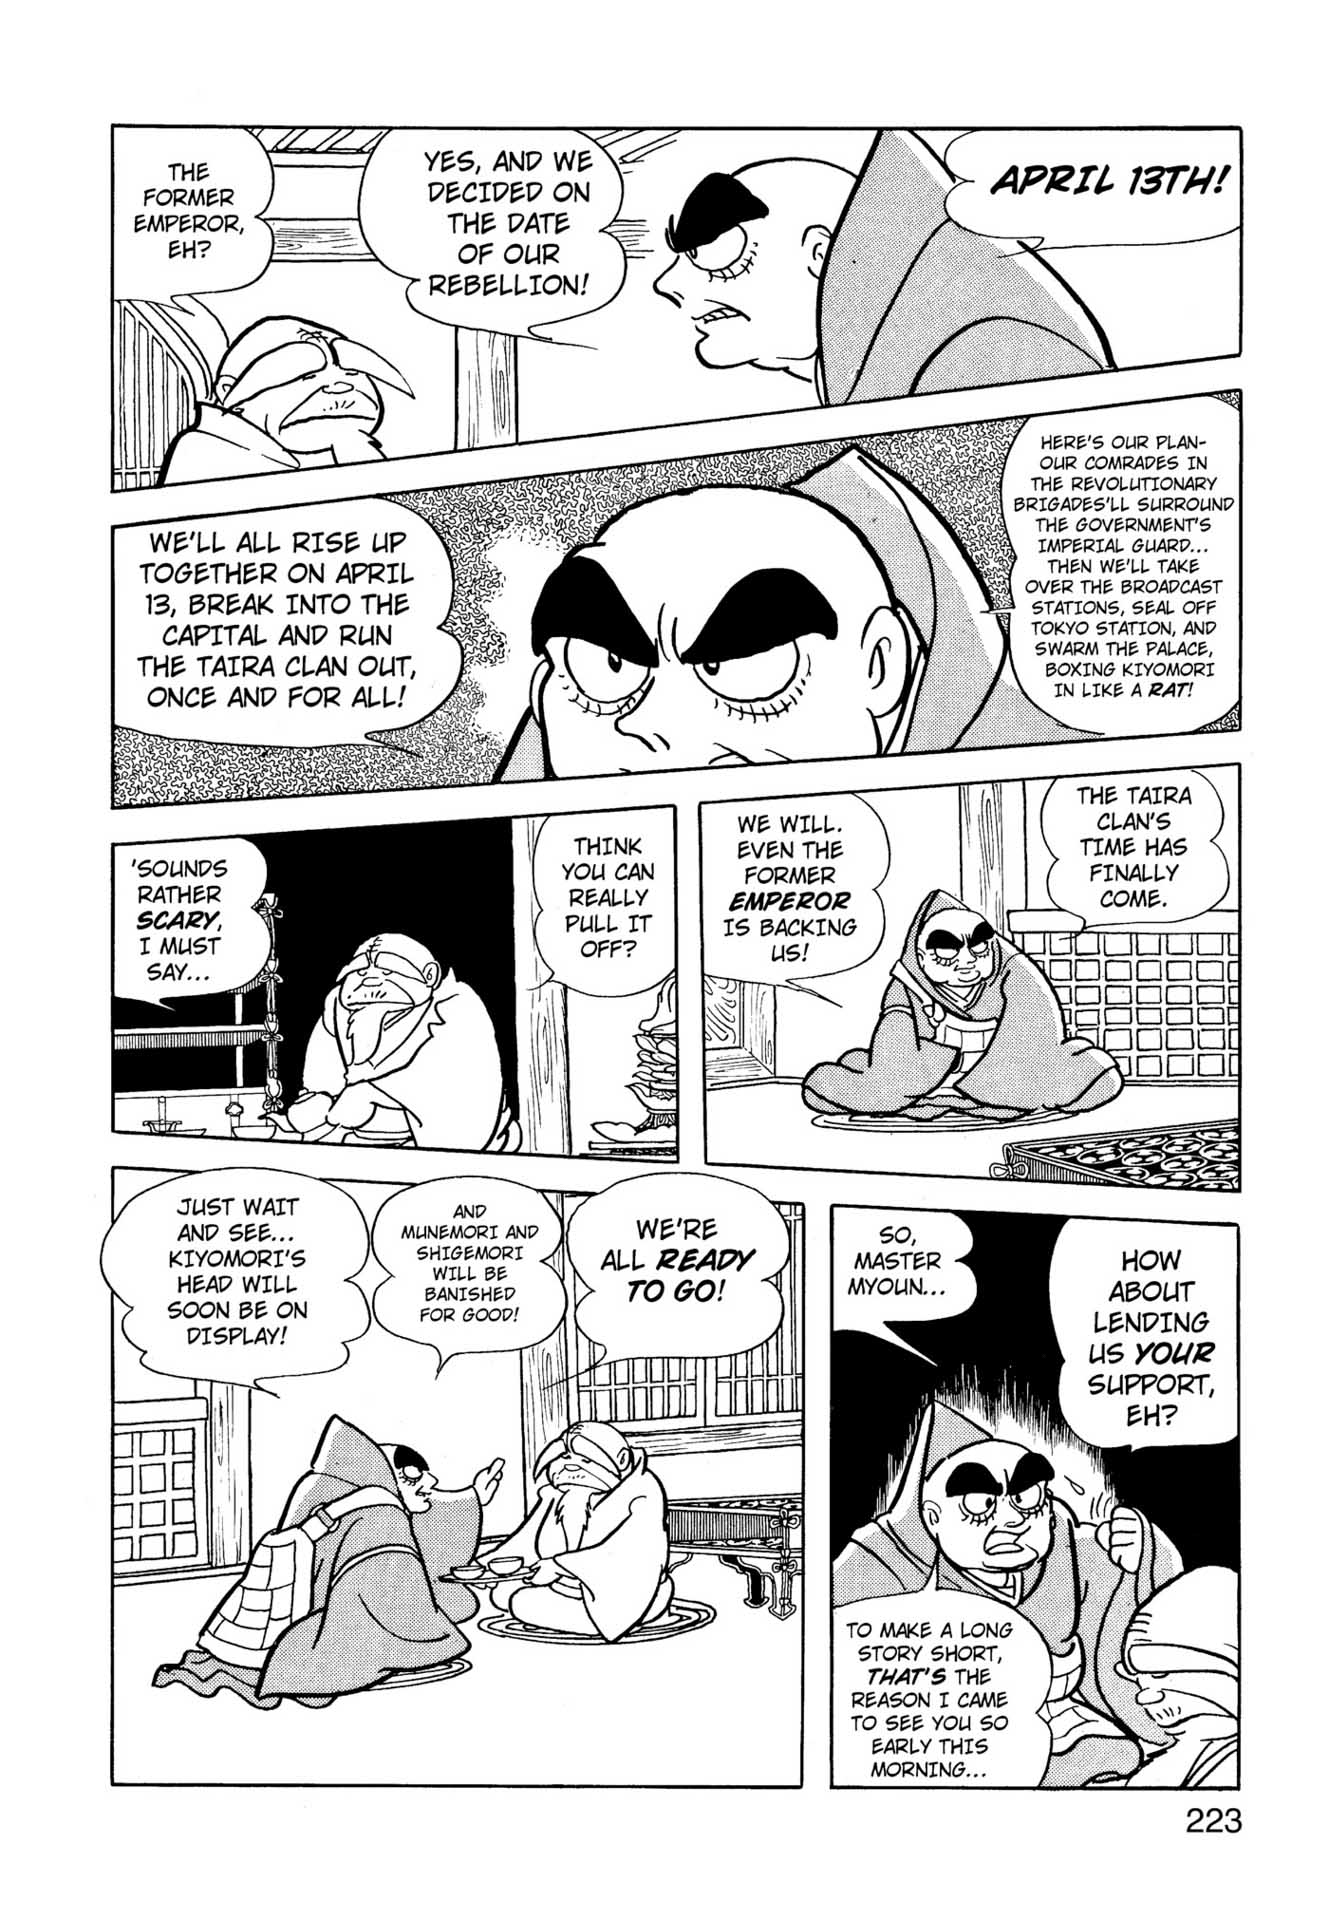 THE
FORMER
EMPEROR,
EH?
YES, AND WE
DECIDED ON
THE DATE
OF OUR
REBELLION!
APRIL 13TH!
WE'LL ALL RISE UP
TOGETHER ON APRIL
13, BREAK INTO THE
CAPITAL AND RUN
THE TAIRA CLAN OUT,
ONCE AND FOR ALL!
HERE'S OUR PLAN-
OUR COMRADES IN
THE REVOLUTIONARY
BRIGADES'LL SURROUND
THE GOVERNMENT'S
IMPERIAL GUARD...
THEN WE'LL TAKE
OVER THE BROADCAST
STATIONS, SEAL OFF
TOKYO STATION, AND
SWARM THE PALACE,
BOXING KIYOMORI
IN LIKE A RAT!
'SOUNDS
RATHER
SCARY,
I MUST
SAY...
THINK
YOU CAN
REALLY
PULL IT
OFF?
WE WILL.
EVEN THE
FORMER
EMPEROR
IS BACKING
US!
THE TAIRA
CLAN'S
TIME HAS
FINALLY
COME.
JUST WAIT
AND SEE...
KIYOMORI'S
HEAD WILL
SOON BE ON
DISPLAY!
AND
MUNEMORI AND
SHIGEMORI
WILL BE
BANISHED
FOR GOOD!
WE'RE
ALL READY
TO GO!
SO,
MASTER
MYOUN...
HOW
ABOUT
LENDING
US YOUR
SUPPORT,
EH?
TO MAKE A LONG
STORY SHORT,
THAT'S THE
REASON I CAME
TO SEE YOU SO
EARLY THIS
MORNING...
223